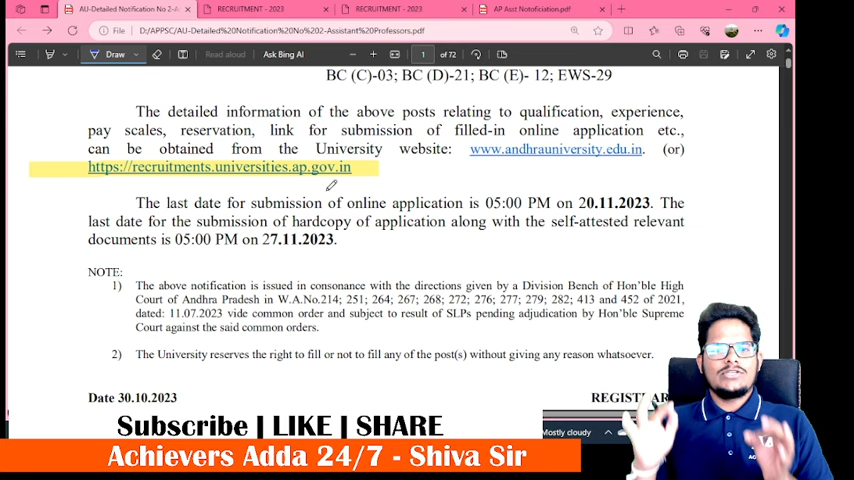 AU-Detailed Notification No 2-A
RECRUITMENT - 2023
RECRUITMENT - 2023
AP Asst Notoficiation.pdf
File
D:/APPSC/AU-Detailed%20Notification%20No%202-Assistant%20Professors.pdf
Draw
Read aloud
Ask Bing AI
1 of 72
BC (C)-03; BC (D)-21; BC (E)- 12; EWS-29
The detailed information of the above posts relating to qualification, experience,
pay scales, reservation, link for submission of filled-in online application etc.,
can be obtained from the University website: www.andhrauniversity.edu.in. (or)
https://recruitments.universities.ap.gov.in
The last date for submission of online application is 05:00 PM on 20.11.2023. The
last date for the submission of hardcopy of application along with the self-attested relevant
documents is 05:00 PM on 27.11.2023.
NOTE:
1) The above notification is issued in consonance with the directions given by a Division Bench of Hon'ble High
Court of Andhra Pradesh in W.A.No.214; 251; 264; 267; 268; 272; 276; 277; 279; 282; 413 and 452 of 2021,
dated: 11.07.2023 vide common order and subject to result of SLPs pending adjudication by Hon'ble Supreme
Court against the said common orders.
2) The University reserves the right to fill or not to fill any of the post(s) without giving any reason whatsoever.
Date 30.10.2023
REGISTRAR
Subscribe | LIKE | SHARE
Mostly cloudy
Achievers Adda 24/7 - Shiva Sir